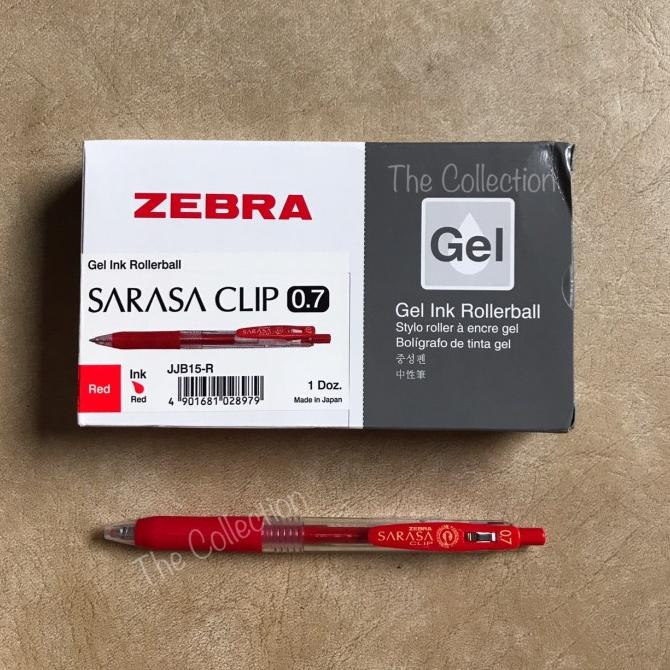 The Collection
ZEBRA
Gel
Gel Ink Rollerball
SARASA CLIP 0.7
SARASA
Red
Ink
Red
JJB15-R
4 901681 028979
1 Doz.
Made in Japan
Gel Ink Rollerball
Stylo roller à encre gel
Bolígrafo de tinta gel
중성펜
中性筆
The Collection
ZEBRA
SARASA
CLIP
0.7